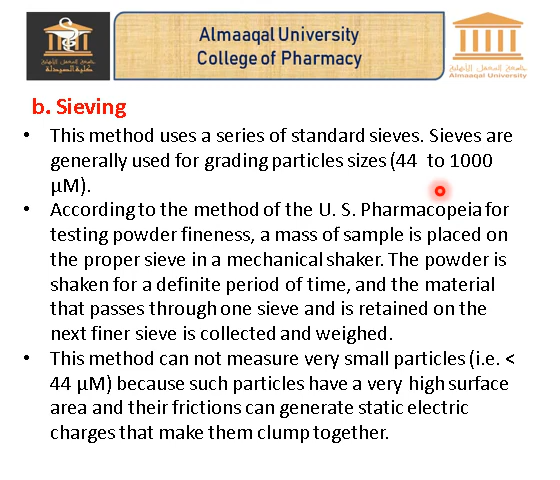 Almaaqal University
College of Pharmacy
كلية الصيدلة
Almaaqal University
b. Sieving
• This method uses a series of standard sieves. Sieves are
generally used for grading particles sizes (44 to 1000
µM).
• According to the method of the U. S. Pharmacopeia for
testing powder fineness, a mass of sample is placed on
the proper sieve in a mechanical shaker. The powder is
shaken for a definite period of time, and the material
that passes through one sieve and is retained on the
next finer sieve is collected and weighed.
• This method can not measure very small particles (i.e. <
44 µM) because such particles have a very high surface
area and their frictions can generate static electric
charges that make them clump together.